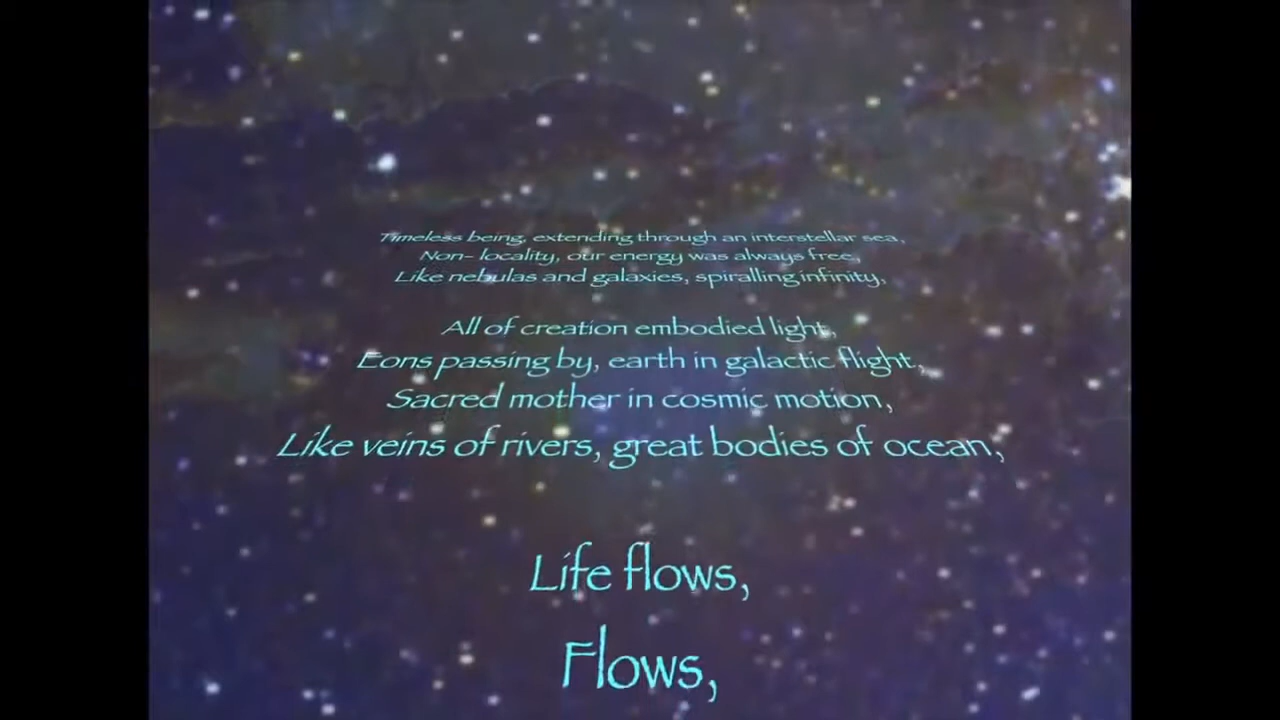 Timeless being, extending through an interstellar sea,
Non- locality, our energy was always free,
Like nebulas and galaxies, spiralling infinity,
All of creation embodied light,
Eons passing by, earth in galactic flight,
Sacred mother in cosmic motion,
Like veins of rivers, great bodies of ocean,
Life flows,
Flows,